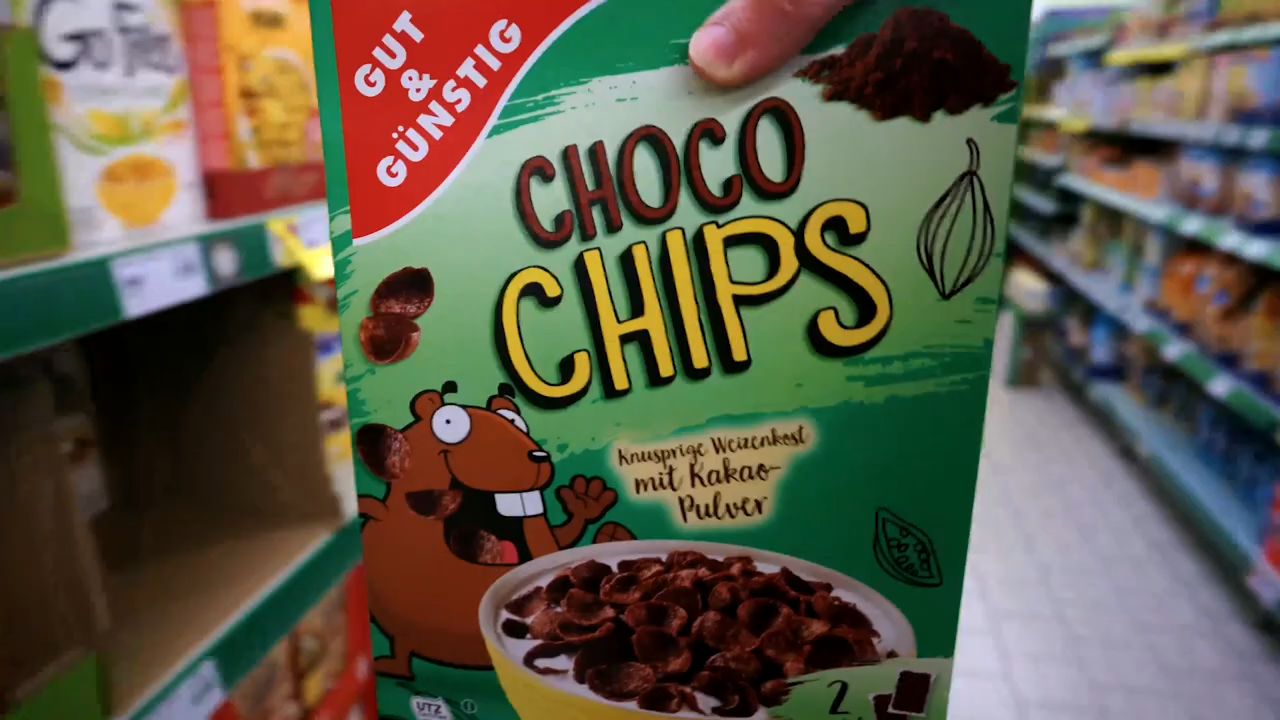 GUT
&
GÜNSTIG
CHOCO
CHIPS
Knusprige Weizenkost
mit Kakao-
Pulver
UTZ
2